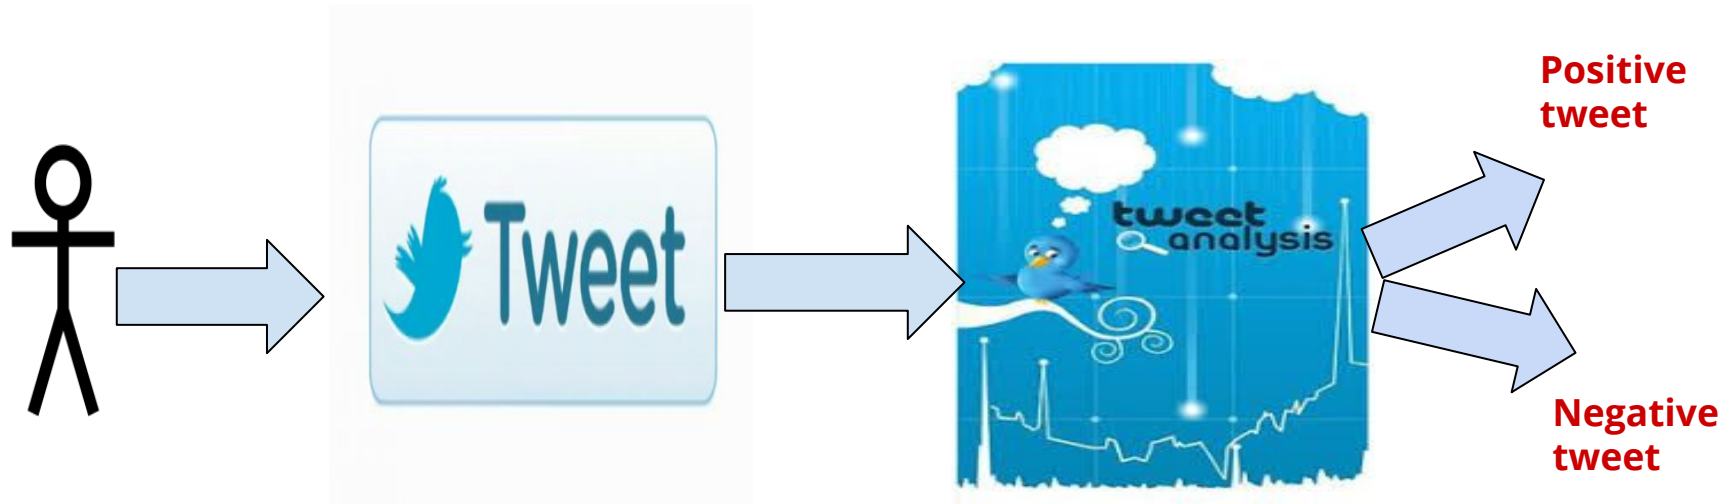 Tweet
tweet
analysis
Positive
tweet
Negative
tweet